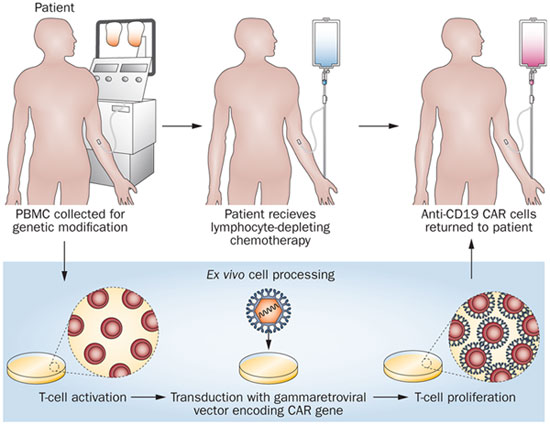 Patient
PBMC collected for
genetic modification
Patient recieves
lymphocyte-depleting
chemotherapy
Anti-CD19 CAR cells
returned to patient
Ex vivo cell processing
T-cell activation
Transduction with gammaretroviral
vector encoding CAR gene
T-cell proliferation